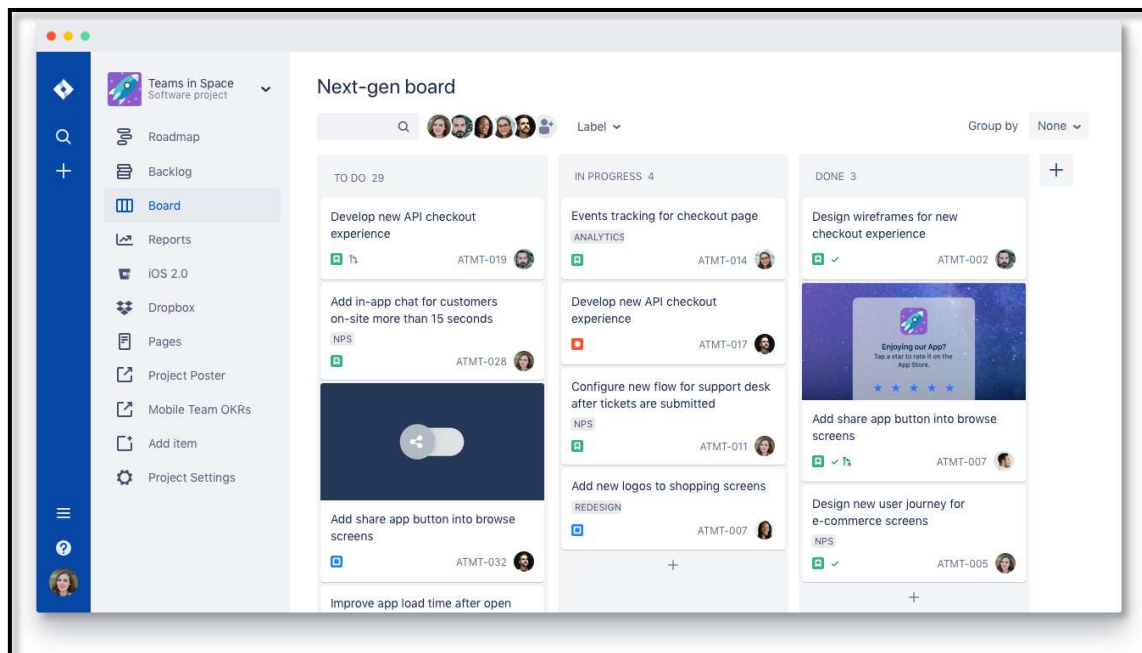 Teams in Space
Software project
Roadmap
Backlog
Board
Reports
iOS 2.0
Dropbox
Pages
Project Poster
Mobile Team OKRs
Add item
Project Settings
Next-gen board
Label
Group by
None
TO DO 29
Develop new API checkout
experience
ATMT-019
Add in-app chat for customers
on-site more than 15 seconds
NPS
ATMT-028
Add share app button into browse
screens
ATMT-032
Improve app load time after open
IN PROGRESS 4
Events tracking for checkout page
ANALYTICS
ATMT-014
Develop new API checkout
experience
ATMT-017
Configure new flow for support desk
after tickets are submitted
NPS
ATMT-011
Add new logos to shopping screens
REDESIGN
ATMT-007
DONE 3
Design wireframes for new
checkout experience
ATMT-002
Enjoying our App?
Tap a star to rate it on the
App Store.
Add share app button into browse
screens
ATMT-007
Design new user journey for
e-commerce screens
NPS
ATMT-005